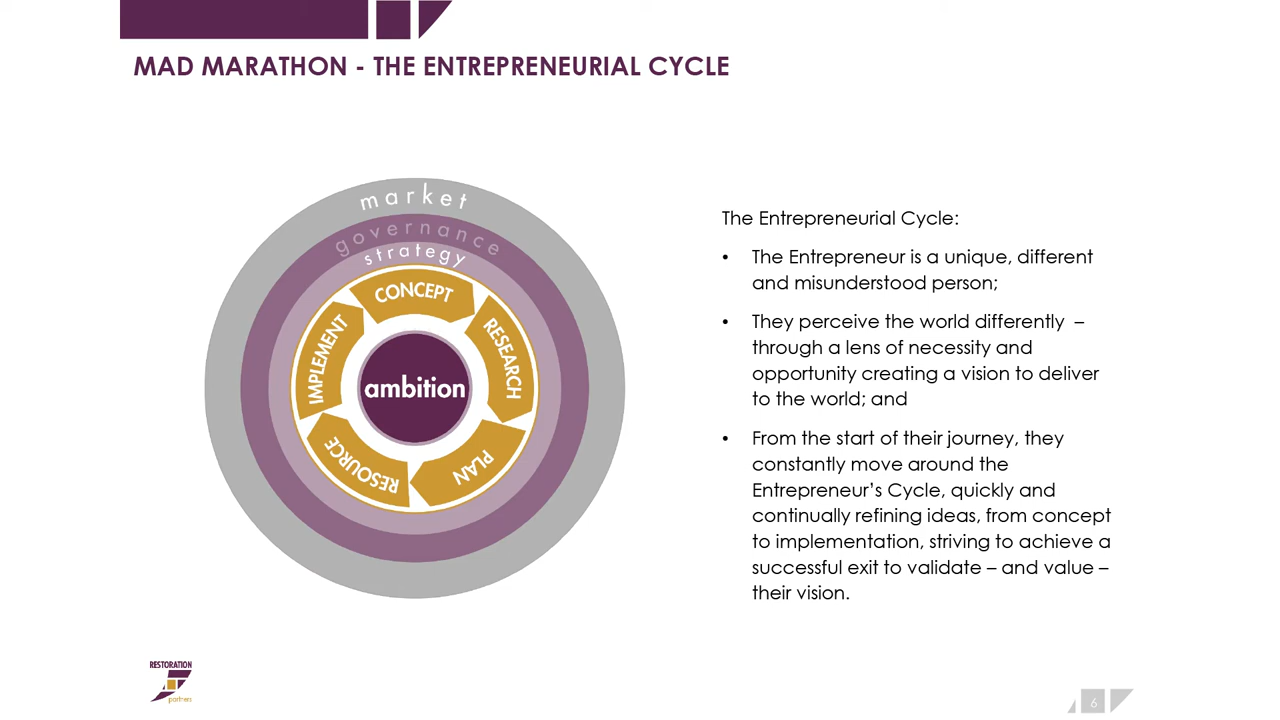 MAD MARATHON - THE ENTREPRENEURIAL CYCLE
market
governance
strategy
CONCEPT
RESEARCH
PLAN
RESOURCE
IMPLEMENT
ambition
The Entrepreneurial Cycle:
• The Entrepreneur is a unique, different
and misunderstood person;
• They perceive the world differently –
through a lens of necessity and
opportunity creating a vision to deliver
to the world; and
• From the start of their journey, they
constantly move around the
Entrepreneur’s Cycle, quickly and
continually refining ideas, from concept
to implementation, striving to achieve a
successful exit to validate – and value –
their vision.
RESTORATION
partners
6